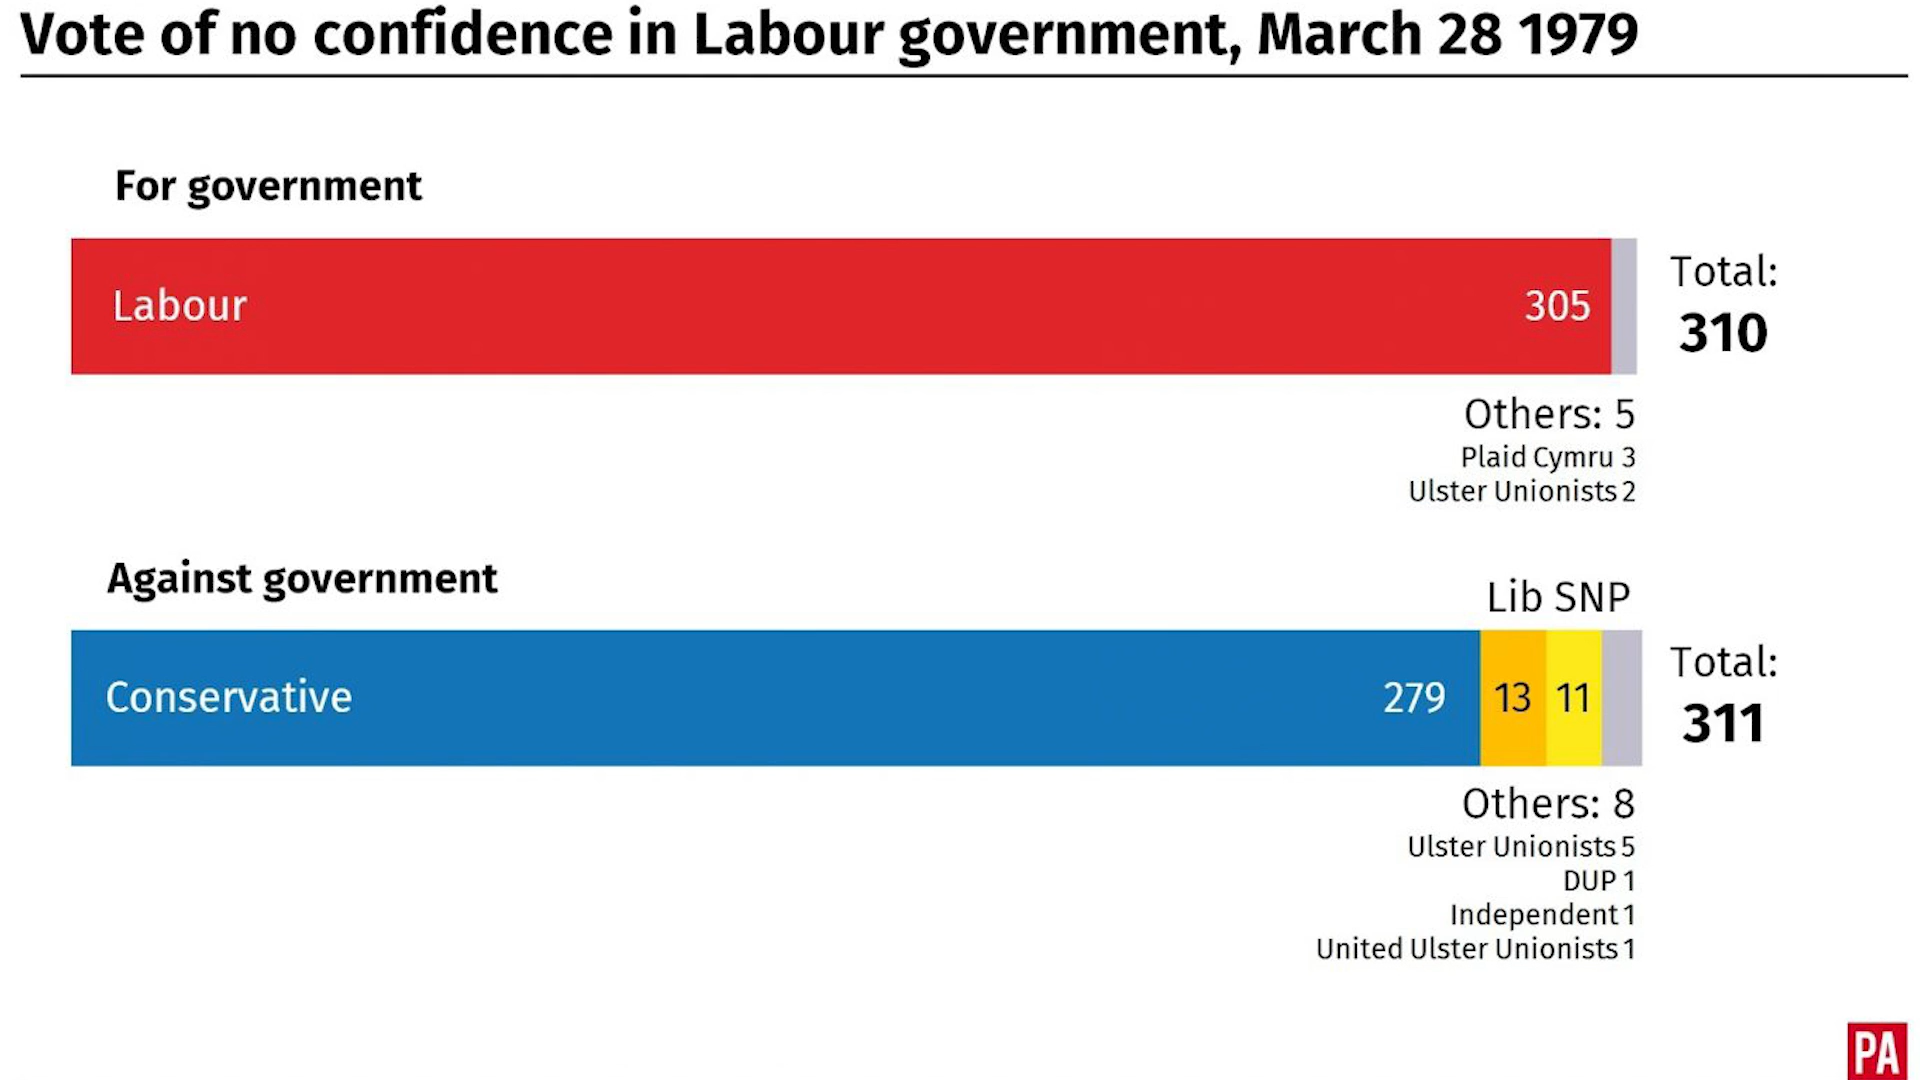 Vote of no confidence in Labour government, March 28 1979
For government
Labour 305
Total:
310
Others: 5
Plaid Cymru 3
Ulster Unionists 2
Against government
Lib SNP
Conservative 279 13 11
Total:
311
Others: 8
Ulster Unionists 5
DUP 1
Independent 1
United Ulster Unionists 1
PA